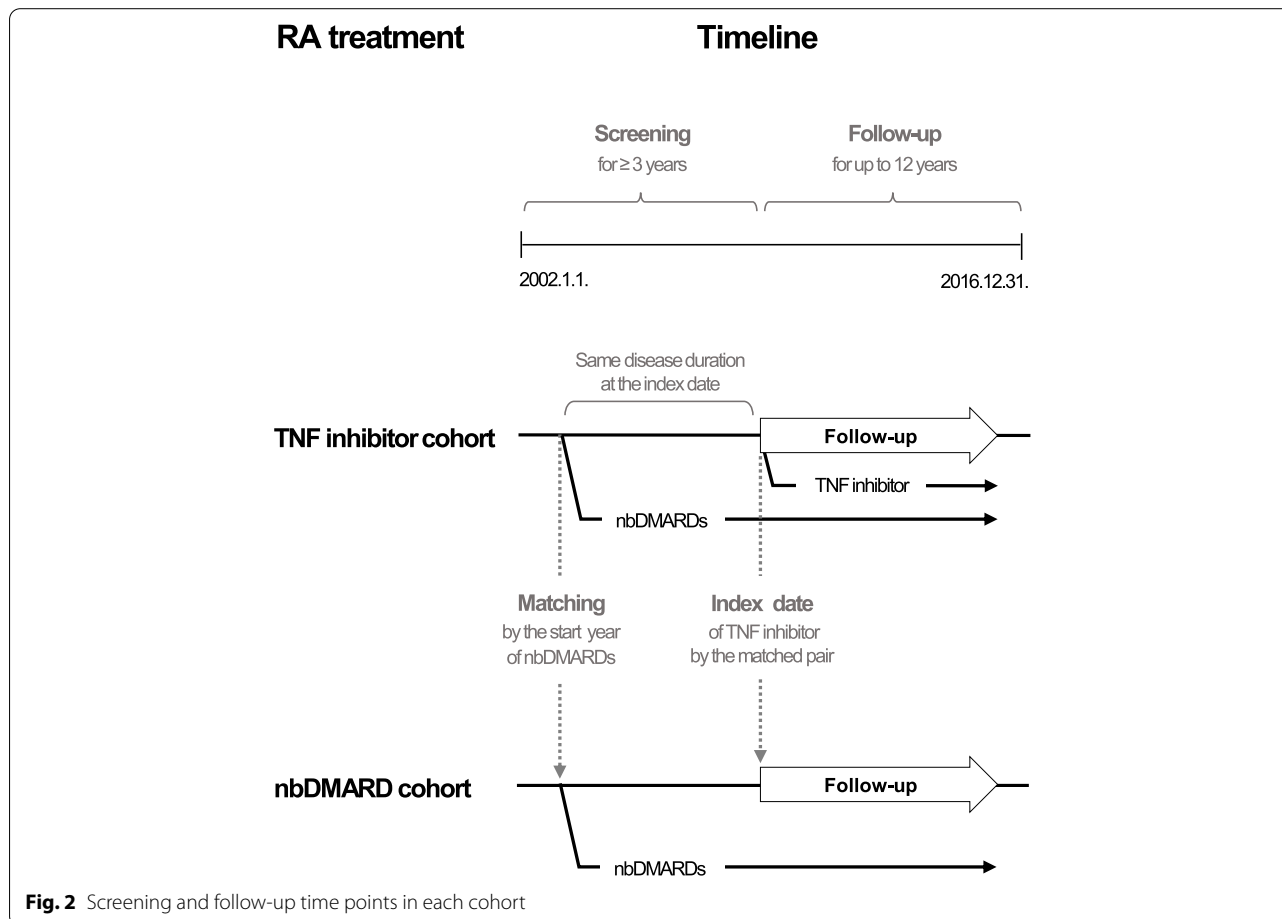 RA treatment
Timeline
Screening
for ≥ 3 years
Follow-up
for up to 12 years
2002.1.1.
2016.12.31.
Same disease duration
at the index date
TNF inhibitor cohort
Follow-up
TNF inhibitor
nbDMARDs
Matching
by the start year
of nbDMARDs
Index date
of TNF inhibitor
by the matched pair
nbDMARD cohort
Follow-up
nbDMARDs
Fig. 2 Screening and follow-up time points in each cohort